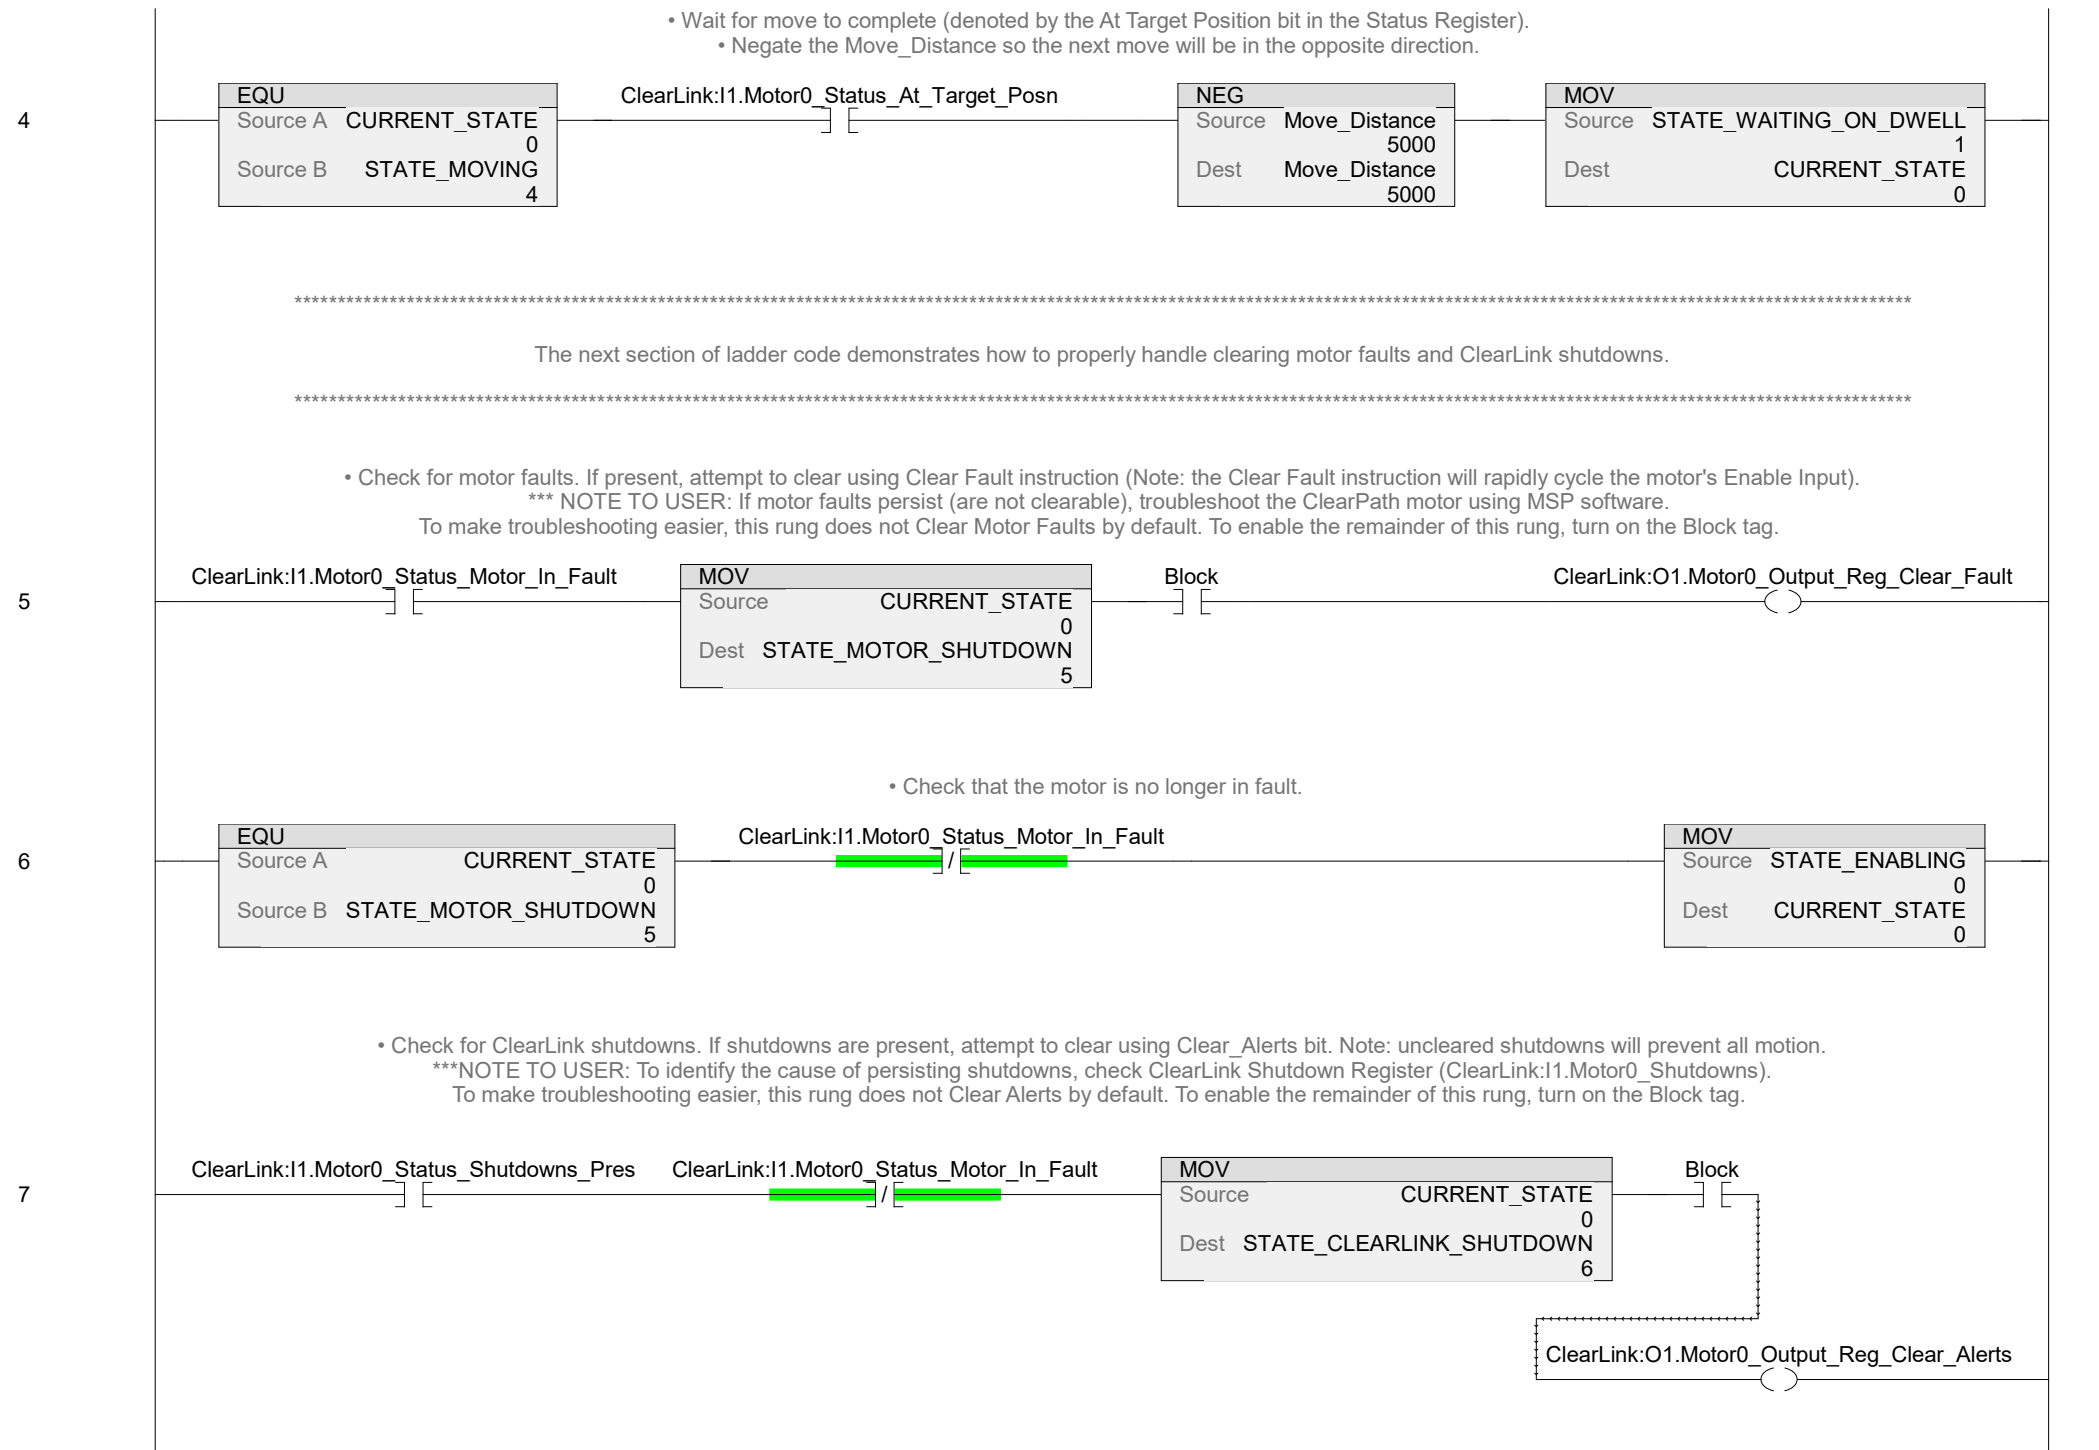 • Wait for move to complete (denoted by the At Target Position bit in the Status Register).
• Negate the Move_Distance so the next move will be in the opposite direction.
4
EQU
Source A CURRENT_STATE
0
Source B STATE_MOVING
4
ClearLink:I1.Motor0_Status_At_Target_Posn
NEG
Source Move_Distance
5000
Dest Move_Distance
5000
MOV
Source STATE_WAITING_ON_DWELL
1
Dest CURRENT_STATE
0
The next section of ladder code demonstrates how to properly handle clearing motor faults and ClearLink shutdowns.
• Check for motor faults. If present, attempt to clear using Clear Fault instruction (Note: the Clear Fault instruction will rapidly cycle the motor's Enable Input).
*** NOTE TO USER: If motor faults persist (are not clearable), troubleshoot the ClearPath motor using MSP software.
To make troubleshooting easier, this rung does not Clear Motor Faults by default. To enable the remainder of this rung, turn on the Block tag.
5
ClearLink:I1.Motor0_Status_Motor_In_Fault
MOV
Source CURRENT_STATE
0
Dest STATE_MOTOR_SHUTDOWN
5
Block
ClearLink:O1.Motor0_Output_Reg_Clear_Fault
• Check that the motor is no longer in fault.
6
EQU
Source A CURRENT_STATE
0
Source B STATE_MOTOR_SHUTDOWN
5
ClearLink:I1.Motor0_Status_Motor_In_Fault
/
MOV
Source STATE_ENABLING
0
Dest CURRENT_STATE
0
• Check for ClearLink shutdowns. If shutdowns are present, attempt to clear using Clear_Alerts bit. Note: uncleared shutdowns will prevent all motion.
***NOTE TO USER: To identify the cause of persisting shutdowns, check ClearLink Shutdown Register (ClearLink:I1.Motor0_Shutdowns).
To make troubleshooting easier, this rung does not Clear Alerts by default. To enable the remainder of this rung, turn on the Block tag.
7
ClearLink:I1.Motor0_Status_Shutdowns_Pres
ClearLink:I1.Motor0_Status_Motor_In_Fault
/
MOV
Source CURRENT_STATE
0
Dest STATE_CLEARLINK_SHUTDOWN
6
Block
ClearLink:O1.Motor0_Output_Reg_Clear_Alerts